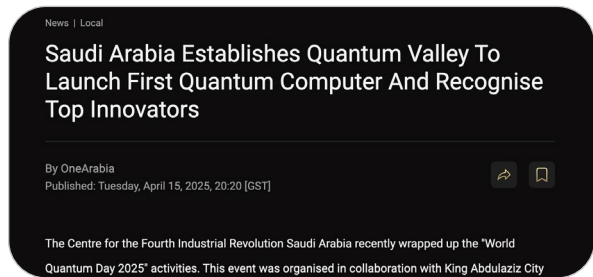 News | Local
Saudi Arabia Establishes Quantum Valley To
Launch First Quantum Computer And Recognise
Top Innovators
By OneArabia
Published: Tuesday, April 15, 2025, 20:20 [GST]
The Centre for the Fourth Industrial Revolution Saudi Arabia recently wrapped up the "World
Quantum Day 2025" activities. This event was organised in collaboration with King Abdulaziz City